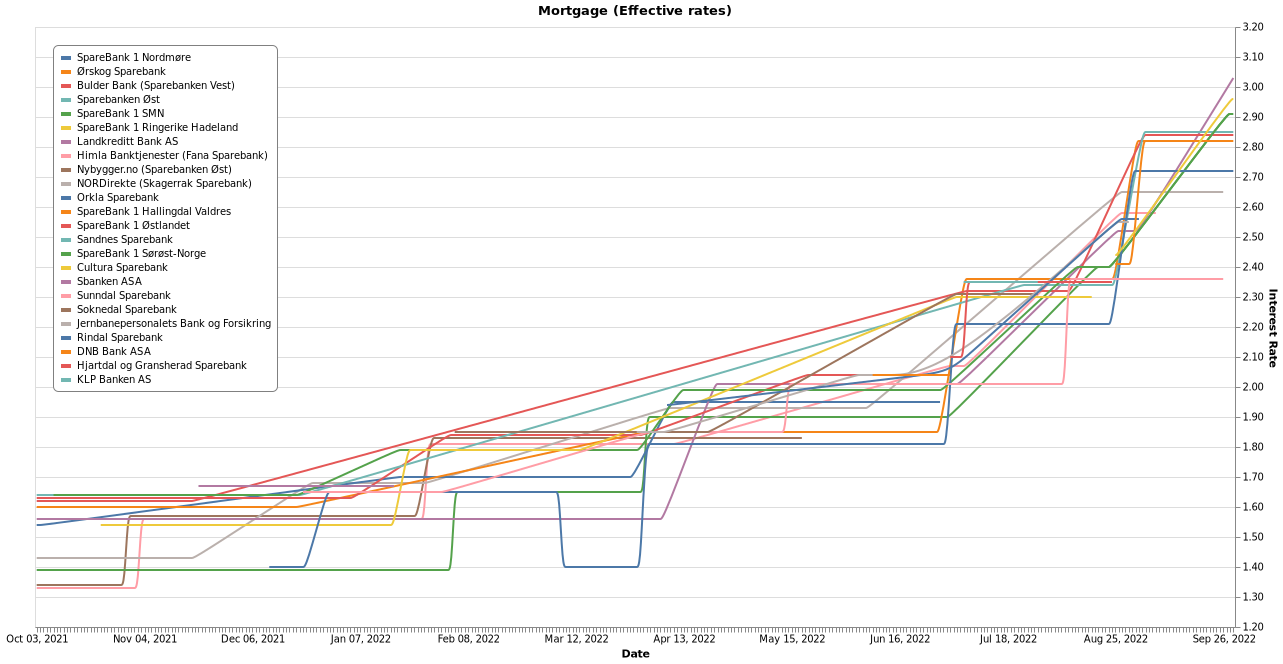 Mortgage (Effective rates)
SpareBank 1 Nordmøre
Ørskog Sparebank
Bulder Bank (Sparebanken Vest)
Sparebanken Øst
SpareBank 1 SMN
SpareBank 1 Ringerike Hadeland
Landkreditt Bank AS
Himla Banktjenester (Fana Sparebank)
Nybygger.no (Sparebanken Øst)
NORDirekte (Skagerrak Sparebank)
Orkla Sparebank
SpareBank 1 Hallingdal Valdres
SpareBank 1 Østlandet
Sandnes Sparebank
SpareBank 1 Sørøst-Norge
Cultura Sparebank
Sbanken ASA
Sunndal Sparebank
Soknedal Sparebank
Jernbanepersonalets Bank og Forsikring
Rindal Sparebank
DNB Bank ASA
Hjartdal og Gransherad Sparebank
KLP Banken AS
3.20
3.10
3.00
2.90
2.80
2.70
2.60
2.50
2.40
2.30
2.20
2.10
2.00
1.90
1.80
1.70
1.60
1.50
1.40
1.30
1.20
Interest Rate
Oct 03, 2021 Nov 04, 2021 Dec 06, 2021 Jan 07, 2022 Feb 08, 2022 Mar 12, 2022 Apr 13, 2022 May 15, 2022 Jun 16, 2022 Jul 18, 2022 Aug 25, 2022 Sep 26, 2022
Date